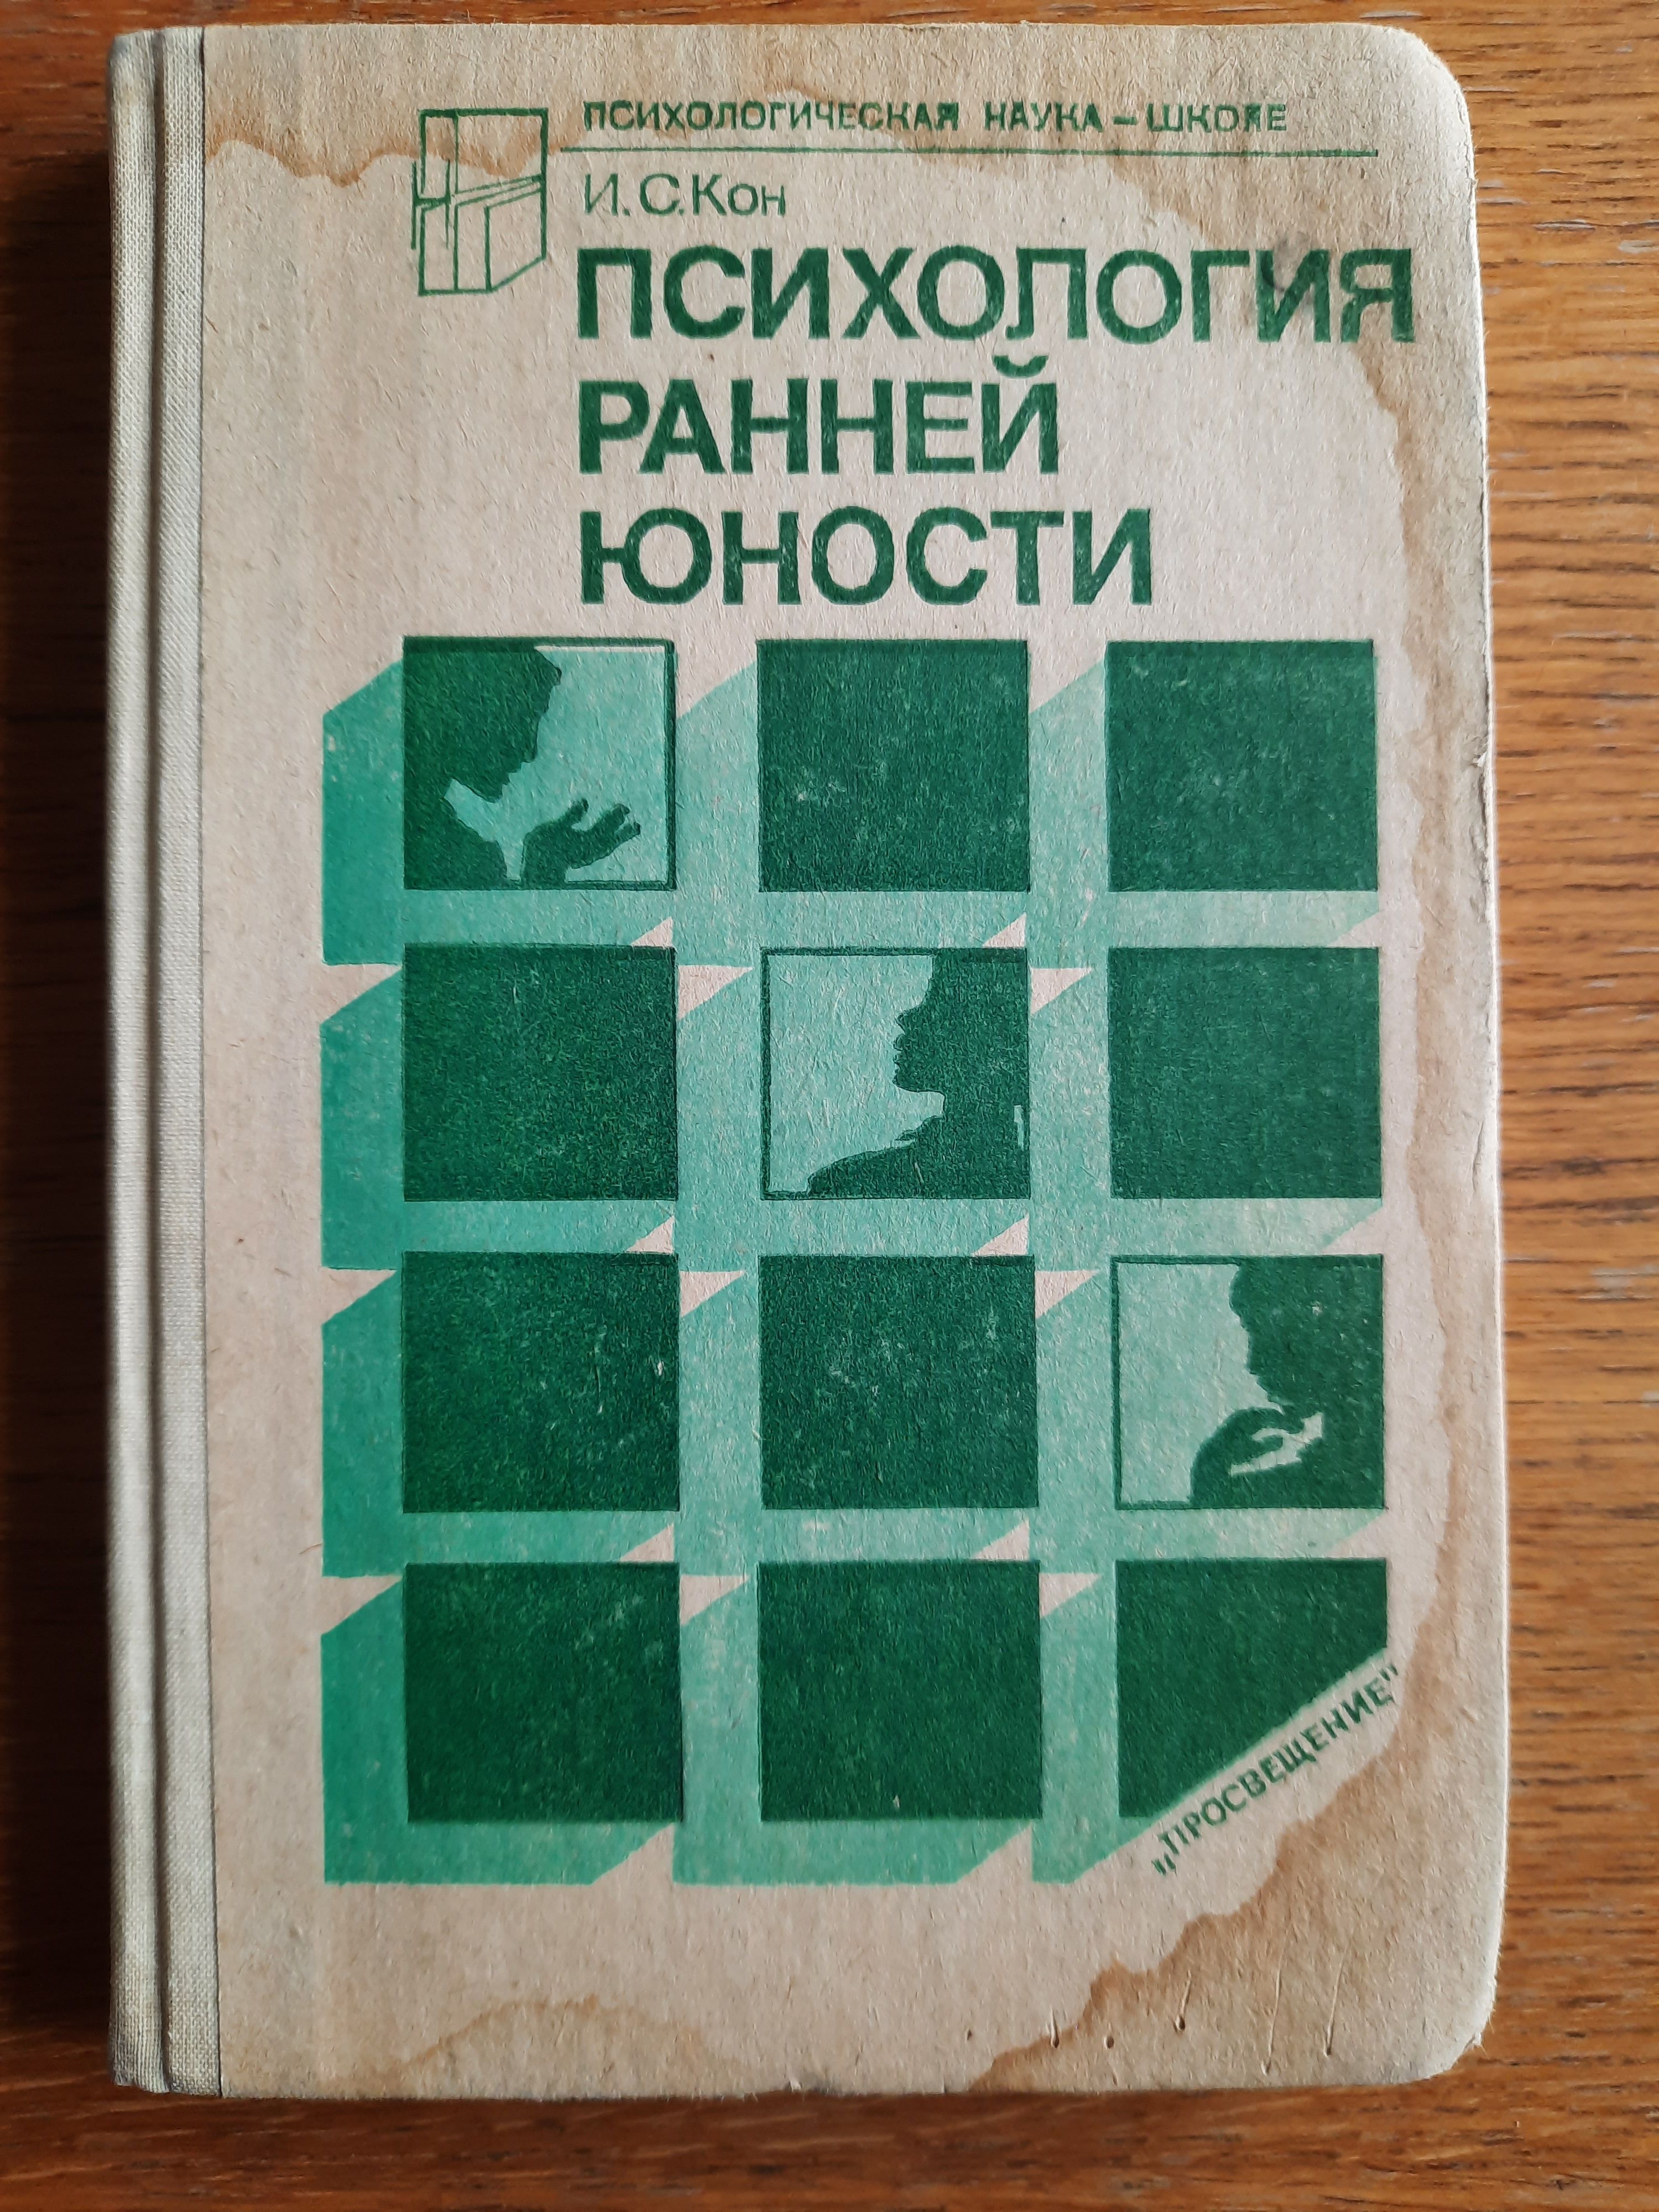 ПСИХОЛОГИЧЕСКАЯ НАУКА – ШКОЛЕ
И.С.Кон
ПСИХОЛОГИЯ
РАННЕЙ
ЮНОСТИ
„ПРОСВЕЩЕНИЕ"